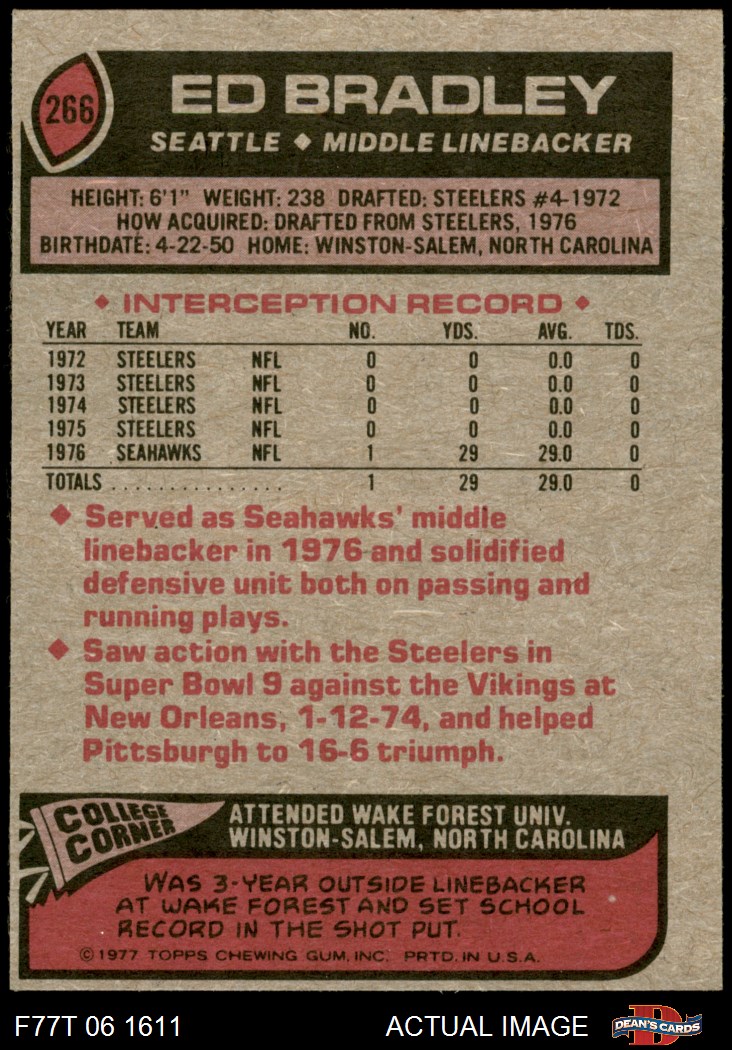 266
ED BRADLEY
SEATTLE ◆ MIDDLE LINEBACKER
HEIGHT: 6'1" WEIGHT: 238 DRAFTED: STEELERS #4-1972
HOW ACQUIRED: DRAFTED FROM STEELERS, 1976
BIRTHDATE: 4-22-50 HOME: WINSTON-SALEM, NORTH CAROLINA
◆ INTERCEPTION RECORD ◆
YEAR TEAM NO. YDS. AVG. TDS.
1972 STEELERS NFL 0 0 0.0 0
1973 STEELERS NFL 0 0 0.0 0
1974 STEELERS NFL 0 0 0.0 0
1975 STEELERS NFL 0 0 0.0 0
1976 SEAHAWKS NFL 1 29 29.0 0
TOTALS . . . . . . . . . . . . . . . 1 29 29.0 0
◆ Served as Seahawks' middle
linebacker in 1976 and solidified
defensive unit both on passing and
running plays.
◆ Saw action with the Steelers in
Super Bowl 9 against the Vikings at
New Orleans, 1-12-74, and helped
Pittsburgh to 16-6 triumph.
COLLEGE
CORNER
ATTENDED WAKE FOREST UNIV.
WINSTON-SALEM, NORTH CAROLINA
WAS 3-YEAR OUTSIDE LINEBACKER
AT WAKE FOREST AND SET SCHOOL
RECORD IN THE SHOT PUT.
©1977 TOPPS CHEWING GUM, INC. PRTD. IN U.S.A.
F77T 06 1611 ACTUAL IMAGE
D
DEAN'S CARDS